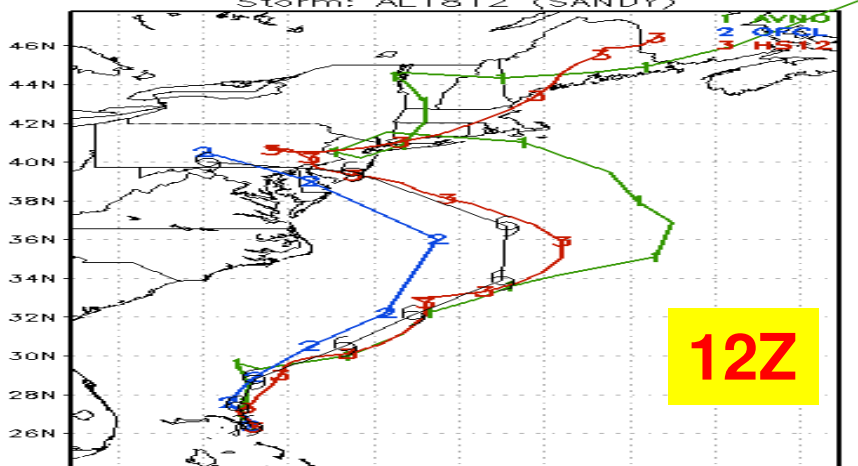 Storm: AL1812 (SANDY)
1 AVNO
2 GFCL
3 HS12
46N
44N
42N
40N
38N
36N
34N
32N
30N
28N
26N
12Z